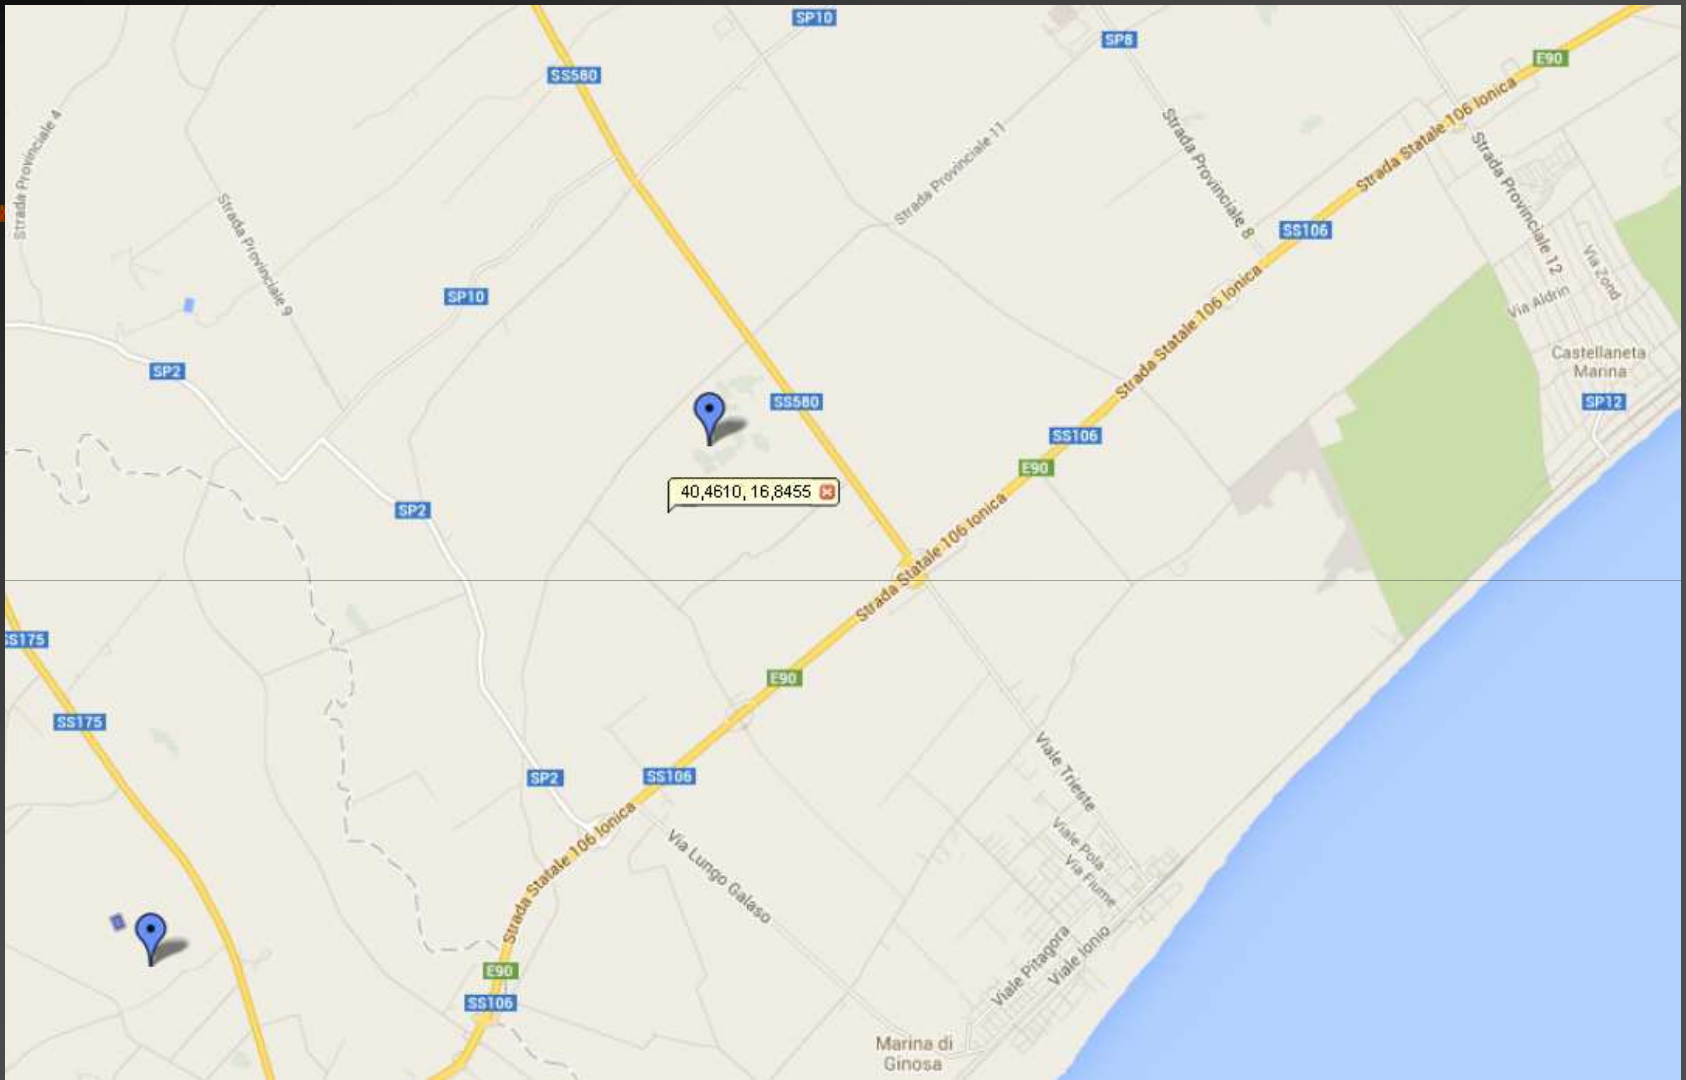 SP10
SP8
E90
SS580
Strada Statale 106 Ionica
Strada Provinciale 4
Strada Provinciale 11
Strada Provinciale 8
Strada Provinciale 12
Strada Provinciale 9
SS106
Via Zond
Via Aldrin
SP10
Strada Statale 106 Ionica
Castellaneta
Marina
SP2
SS580
SP12
SS106
E90
40,4610, 16,8455
SP2
Strada Statale 106 Ionica
SS175
E90
SS175
Viale Trieste
SP2
SS106
Strada Statale 106 Ionica
Via Lungo Galaso
Viale Pola
Via Fiume
Viale Pitagora
Viale Ionio
E90
SS106
Marina di
Ginosa